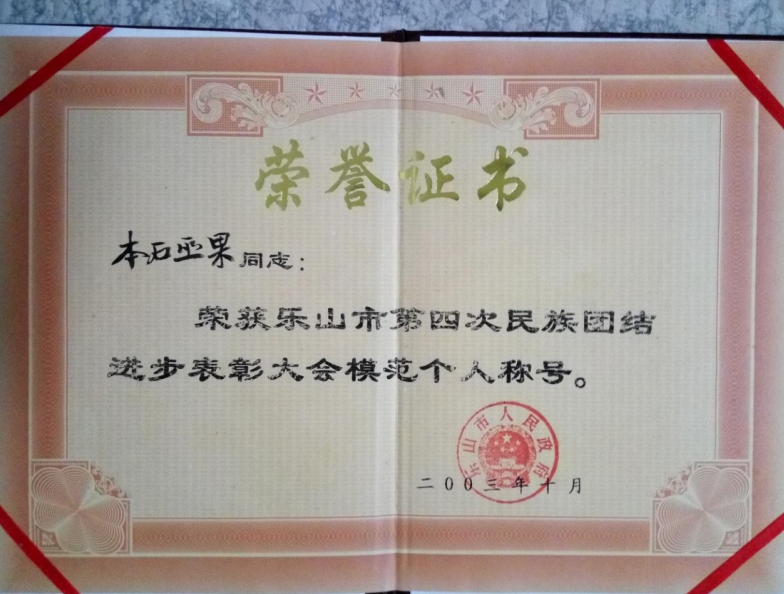 荣誉证书
本石亚果同志：
荣获乐山市第四次民族团结
进步表彰大会模范个人称号。
乐山市人民政府
二00三年十月